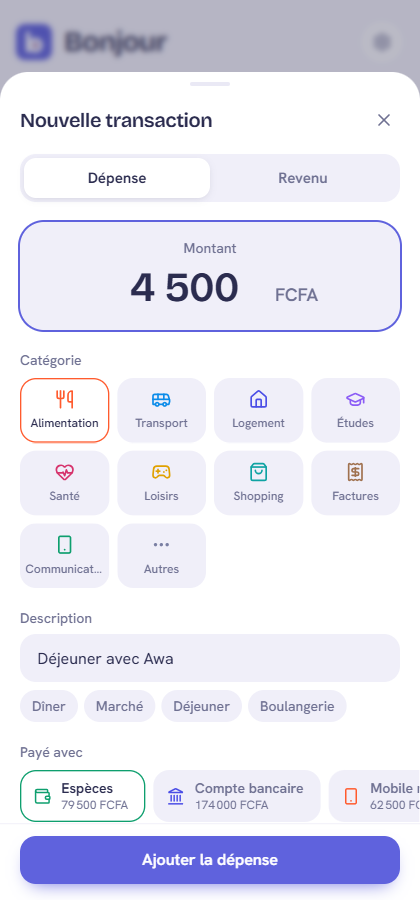 b Bonjour
Nouvelle transaction
Dépense Revenu
Montant
4 500 FCFA
Catégorie
Alimentation Transport Logement Études
Santé Loisirs Shopping Factures
Communicat... Autres
Description
Déjeuner avec Awa
Dîner Marché Déjeuner Boulangerie
Payé avec
Espèces Compte bancaire Mobile
79 500 FCFA 174 000 FCFA 62 500
Ajouter la dépense